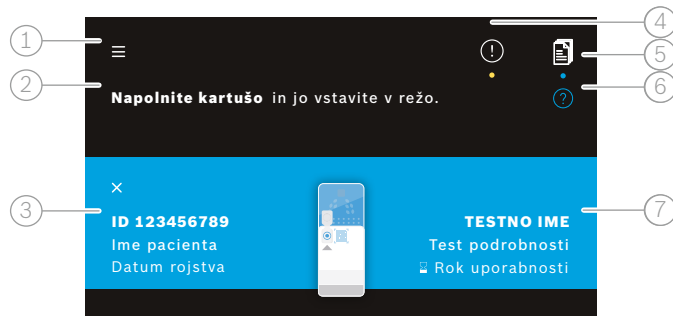 1
4
5
2
Napolnite kartušo in jo vstavite v režo.
6
?
3
ID 123456789
Ime pacienta
Datum rojstva
7
TESTNO IME
Test podrobnosti
Rok uporabnosti